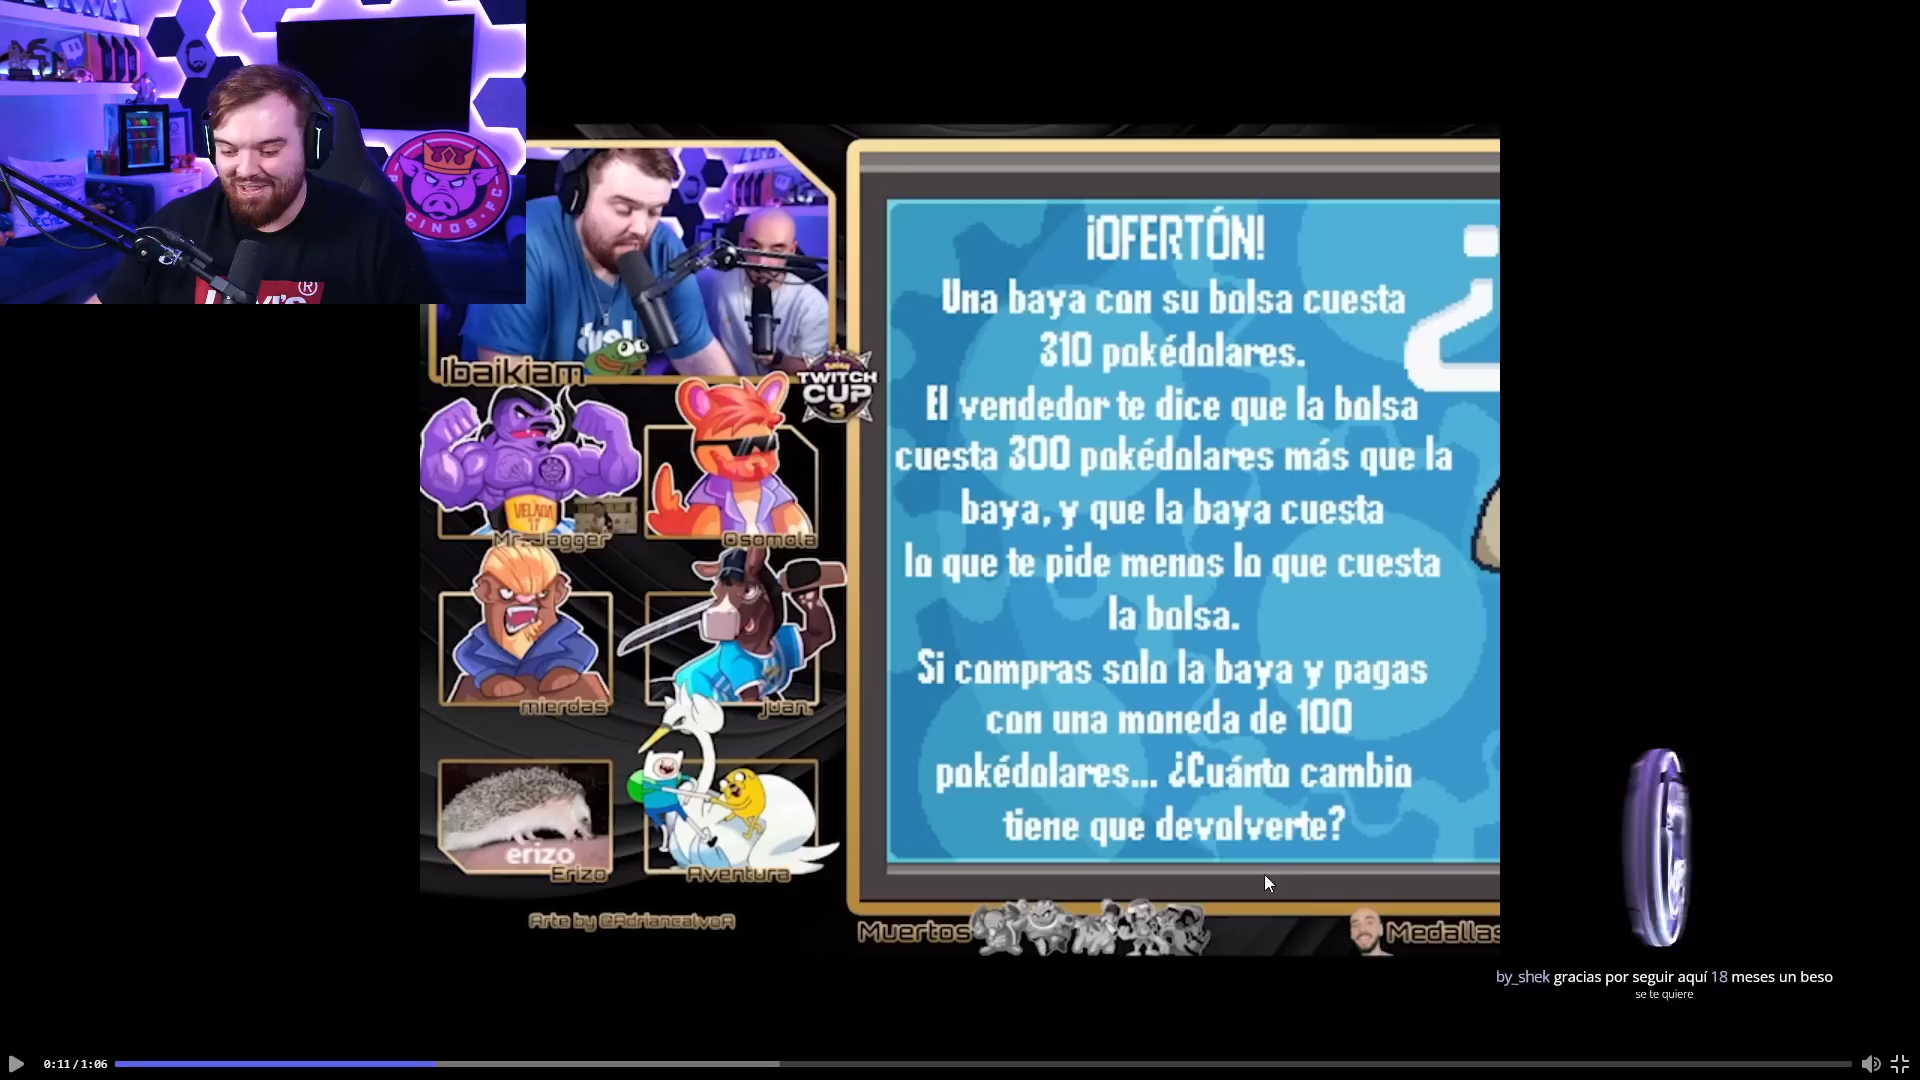 ¡OFERTÓN!
Una baya con su bolsa cuesta
310 pokédolares.
El vendedor te dice que la bolsa
cuesta 300 pokédolares más que la
baya, y que la baya cuesta
lo que te pide menos lo que cuesta
la bolsa.
Si compras solo la baya y pagas
con una moneda de 100
pokédolares... ¿Cuánto cambio
tiene que devolverte?
¿
Ibaikiam
TWITCH
CUP
3
VELADA
Mr. Jagger
Osomola
mierdas
juan.
erizo
Erizo
Aventura
Arte by @AdriancalvoA
Muertos
Medallas
CINOS FC
by_shek gracias por seguir aquí 18 meses un beso
se te quiere
0:11 / 1:06